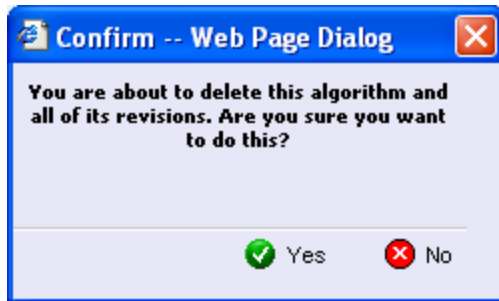 Confirm -- Web Page Dialog
You are about to delete this algorithm and
all of its revisions. Are you sure you want
to do this?
Yes No